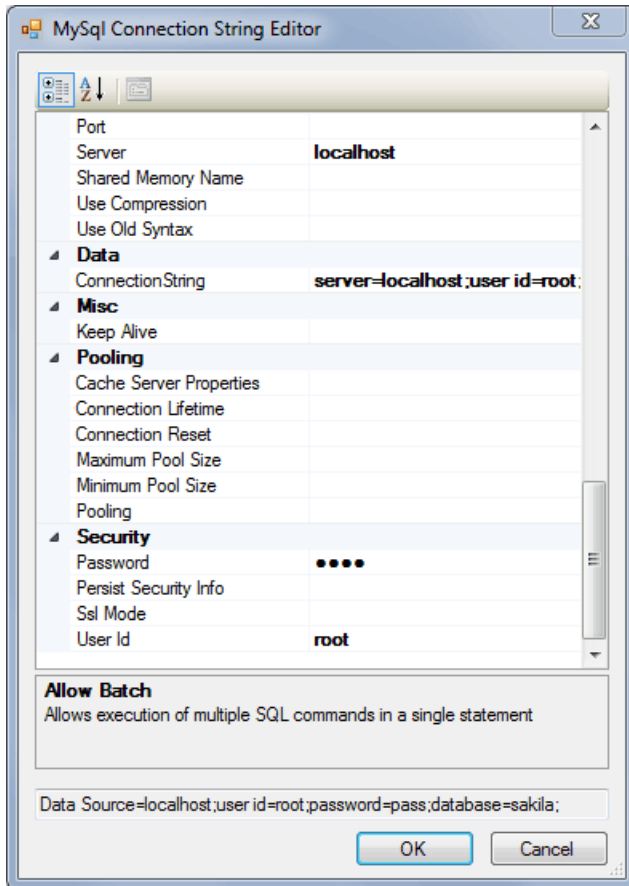 MySql Connection String Editor
Port
Server localhost
Shared Memory Name
Use Compression
Use Old Syntax
Data
ConnectionString server=localhost;user id=root;
Misc
Keep Alive
Pooling
Cache Server Properties
Connection Lifetime
Connection Reset
Maximum Pool Size
Minimum Pool Size
Pooling
Security
Password ●●●●
Persist Security Info
Ssl Mode
User Id root
Allow Batch
Allows execution of multiple SQL commands in a single statement
Data Source=localhost;user id=root;password=pass;database=sakila;
OK Cancel